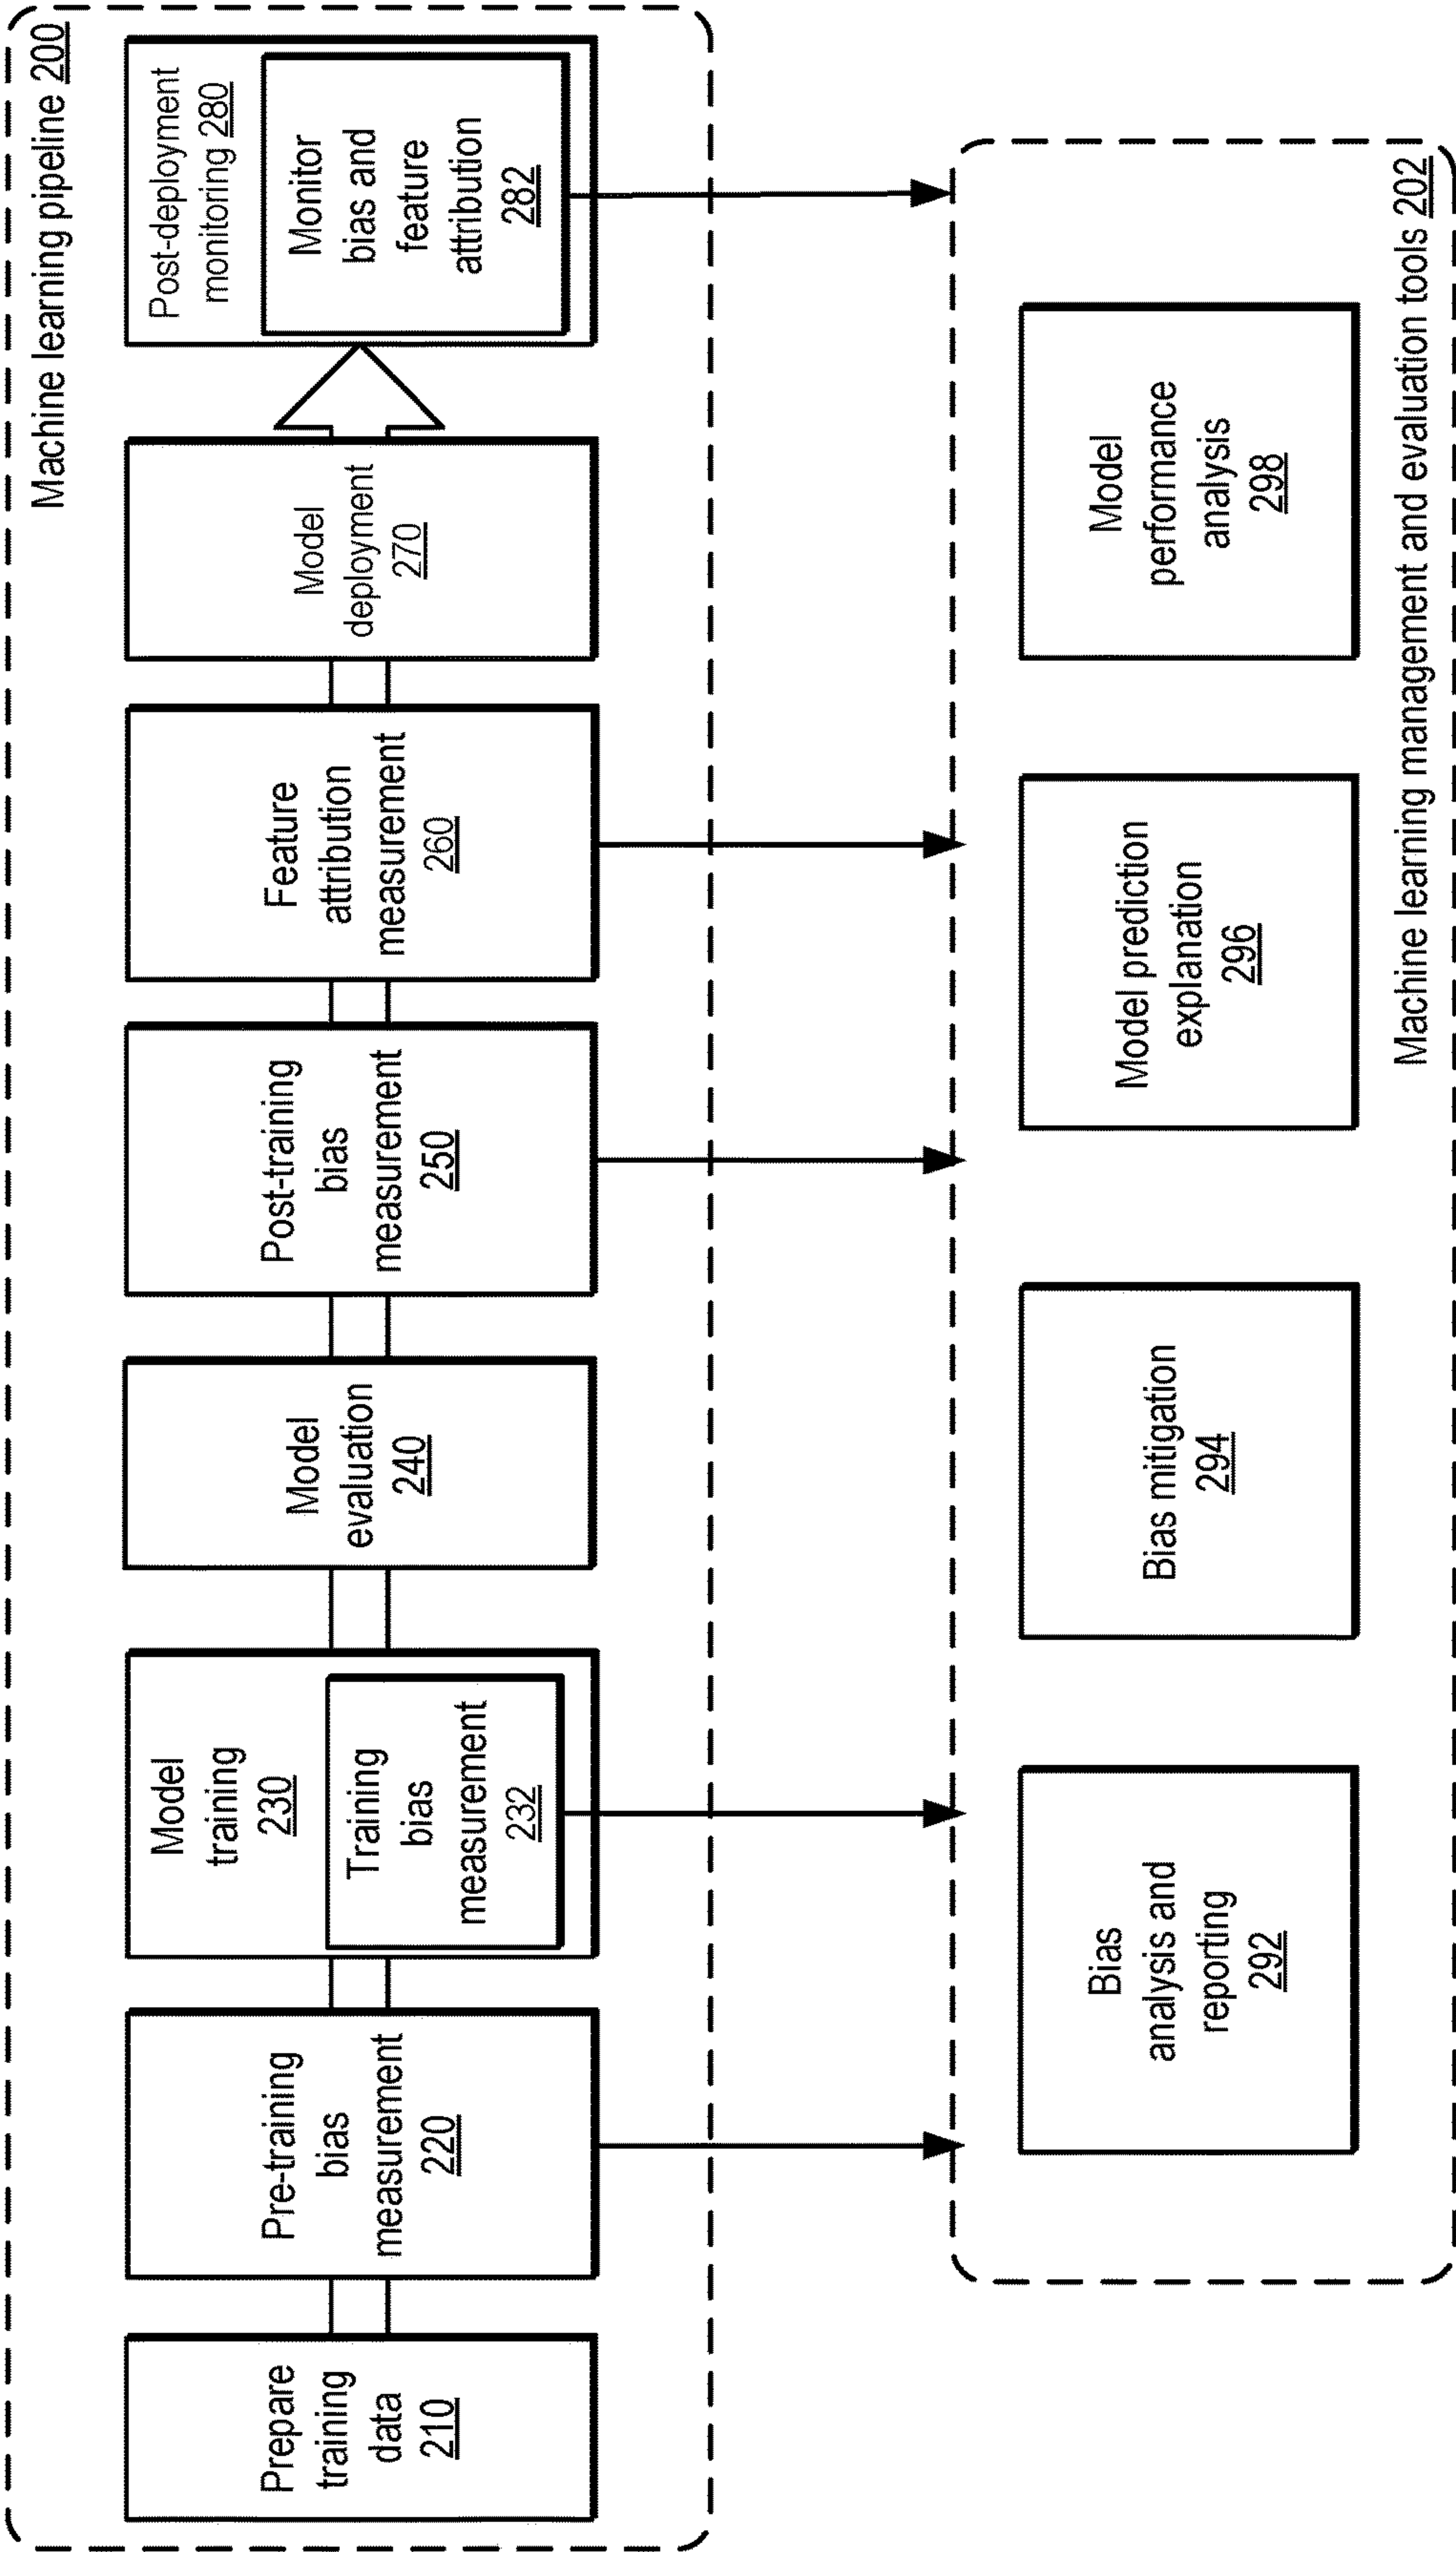 Machine learning pipeline 200
Prepare
training
data
210
Pre-training
bias
measurement
220
Model
training
230
Training
bias
measurement
232
Model
evaluation
240
Post-training
bias
measurement
250
Feature
attribution
measurement
260
Model
deployment
270
Post-deployment
monitoring 280
Monitor
bias and
feature
attribution
282
Bias
analysis and
reporting
292
Bias mitigation
294
Model prediction
explanation
296
Model
performance
analysis
298
Machine learning management and evaluation tools 202